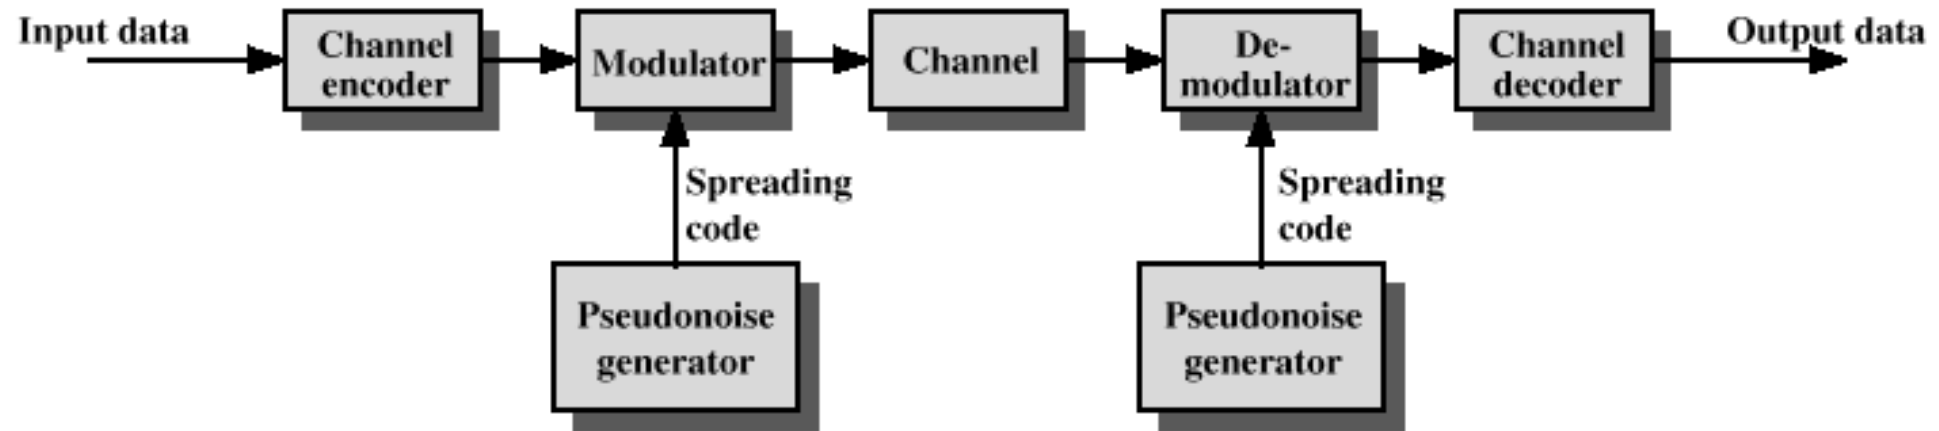 Input data
Channel
encoder
Modulator
Channel
De-
modulator
Channel
decoder
Output data
Spreading
code
Spreading
code
Pseudonoise
generator
Pseudonoise
generator